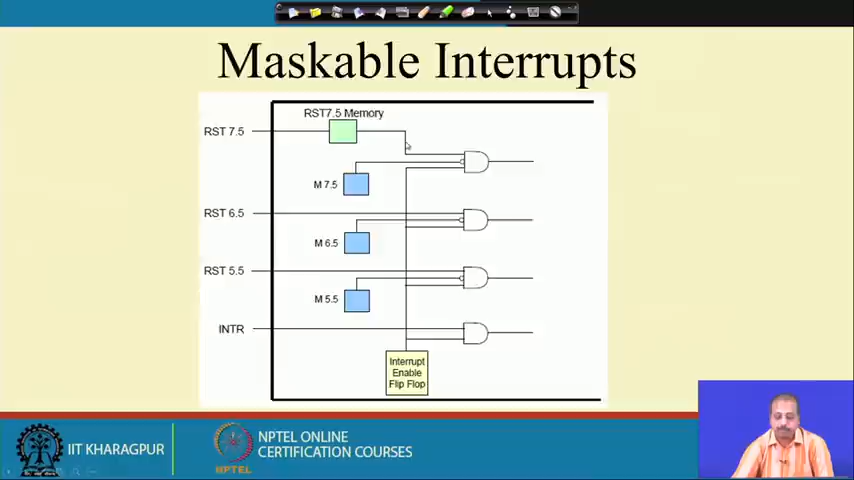 Maskable Interrupts
RST7.5 Memory
RST 7.5
M 7.5
RST 6.5
M 6.5
RST 5.5
M 5.5
INTR
Interrupt
Enable
Flip Flop
IIT KHARAGPUR
NPTEL
NPTEL ONLINE
CERTIFICATION COURSES